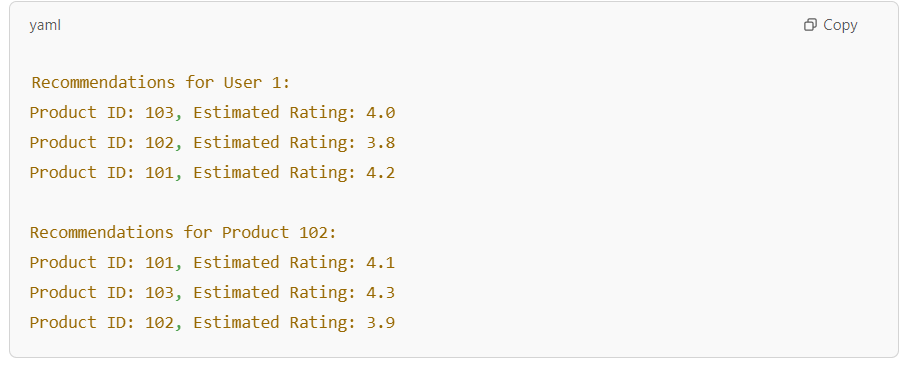 yaml
Copy
Recommendations for User 1:
Product ID: 103, Estimated Rating: 4.0
Product ID: 102, Estimated Rating: 3.8
Product ID: 101, Estimated Rating: 4.2
Recommendations for Product 102:
Product ID: 101, Estimated Rating: 4.1
Product ID: 103, Estimated Rating: 4.3
Product ID: 102, Estimated Rating: 3.9